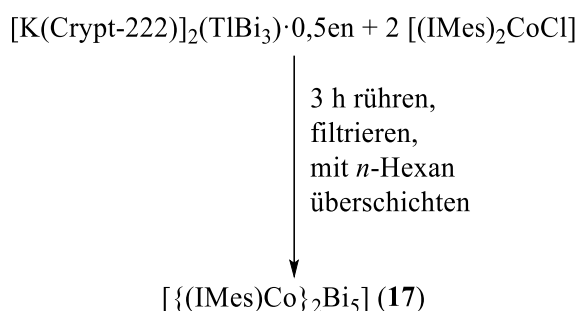 [K(Crypt-222)]₂(TlBi₃)·0,5en + 2 [(IMes)₂CoCl]
3 h rühren,
filtrieren,
mit n-Hexan
überschichten
[{(IMes)Co}₂Bi₅] (17)